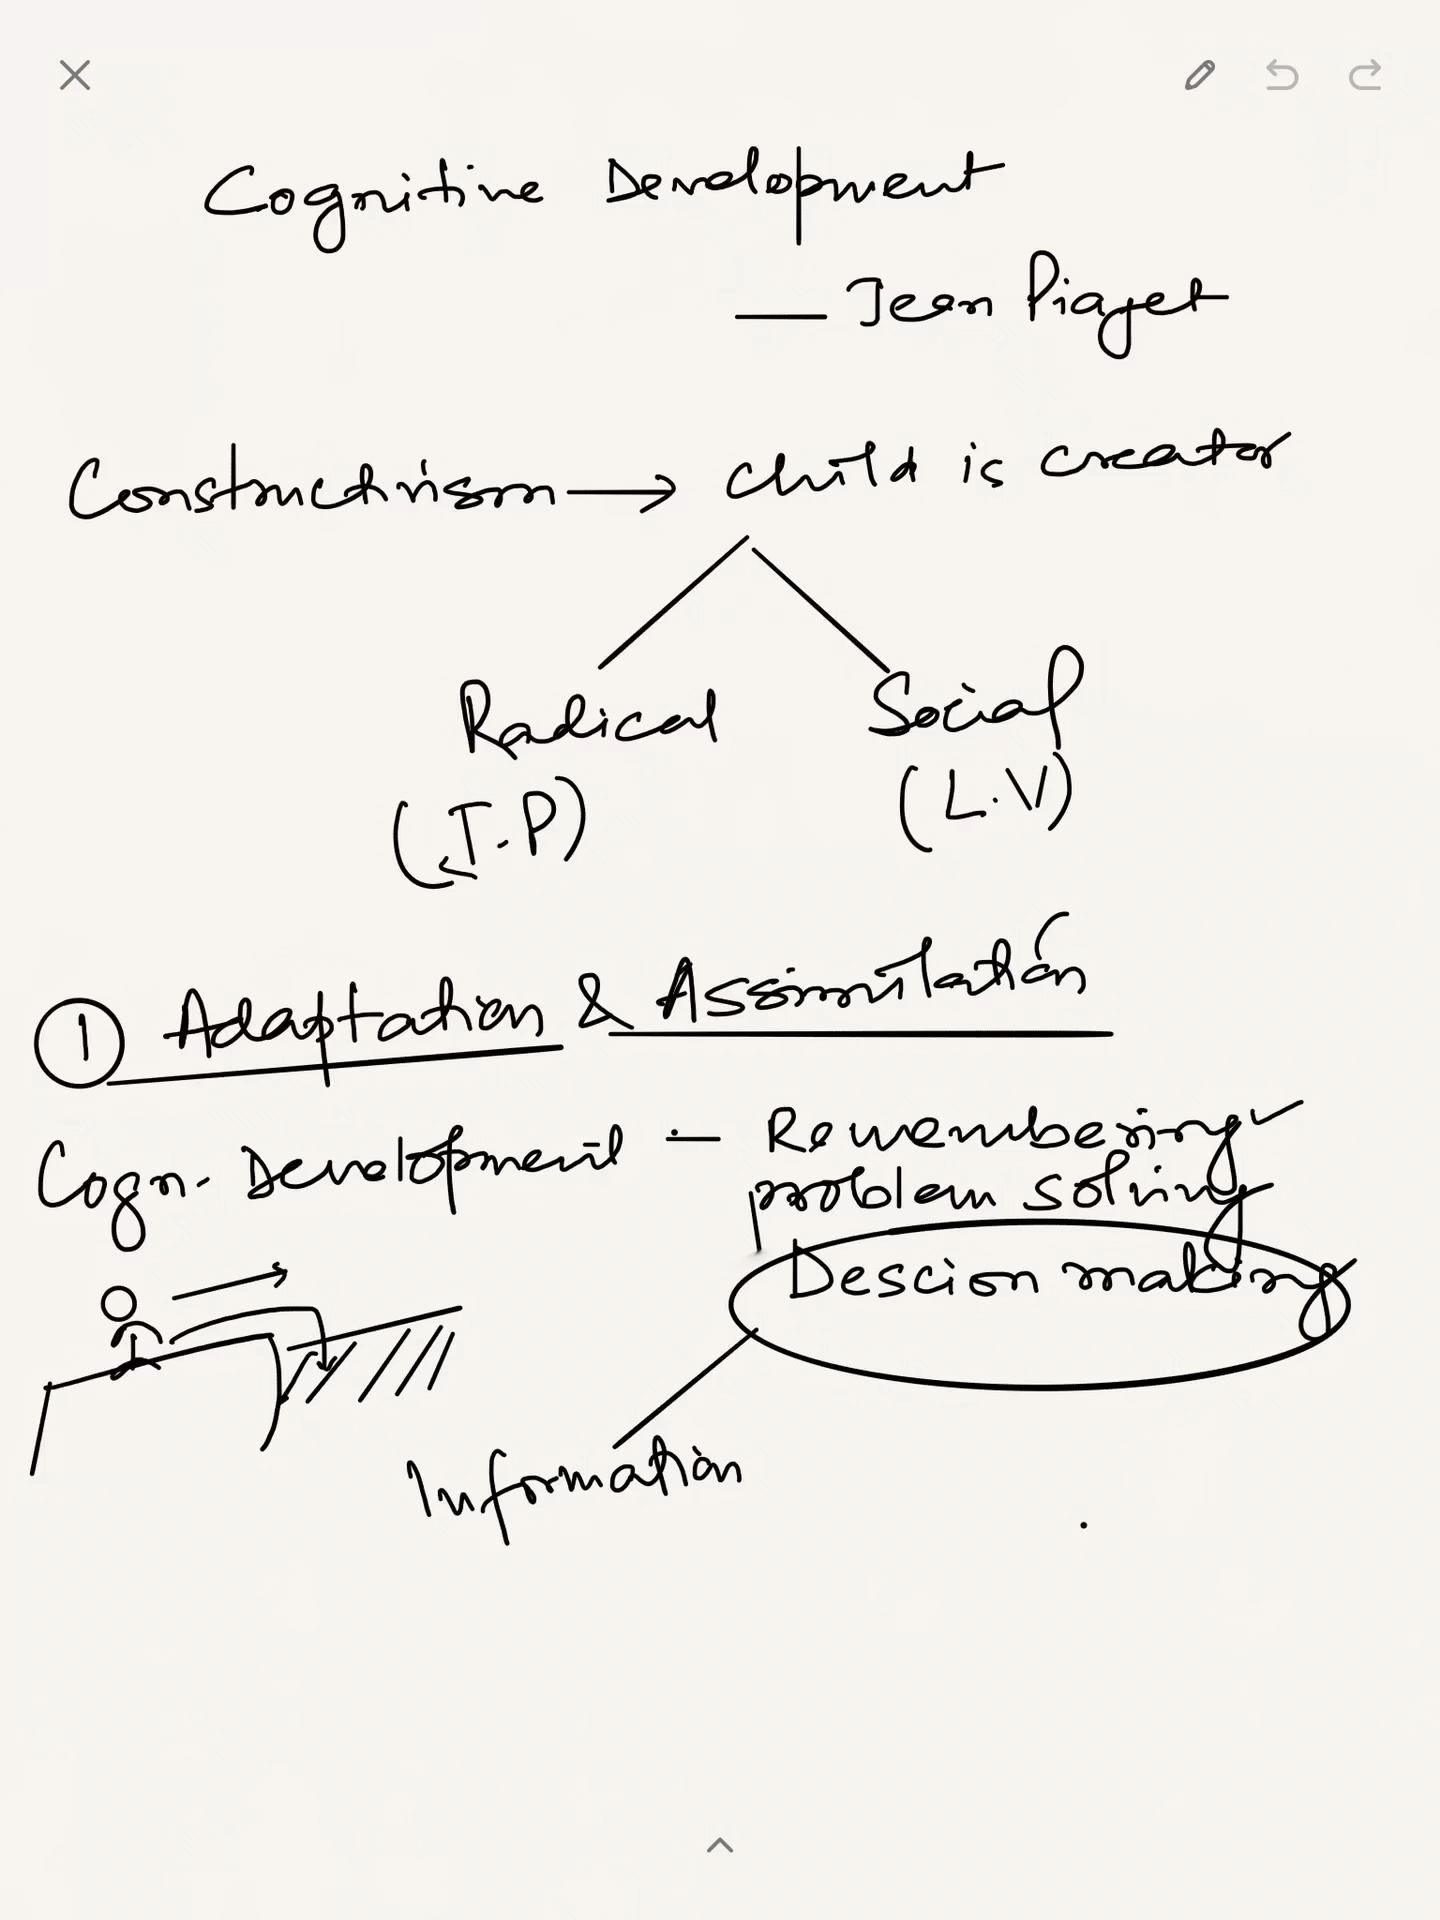 Cognitive Development
— Jean Piaget
Constructivism → child is creator
Radical Social
(J.P) (L.V)
① Adaptation & Assimilation
Cogn. Development — Remembering
problem solving
Descion making
Information